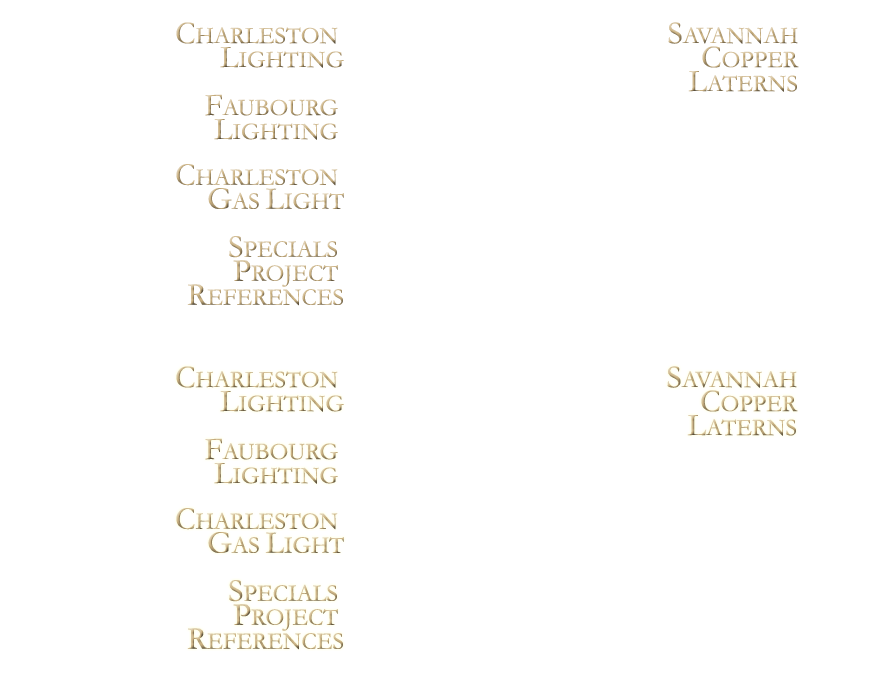 Charleston
Lighting
Faubourg
Lighting
Charleston
Gas Light
Specials
Project
References
Savannah
Copper
Laterns
Charleston
Lighting
Faubourg
Lighting
Charleston
Gas Light
Specials
Project
References
Savannah
Copper
Laterns